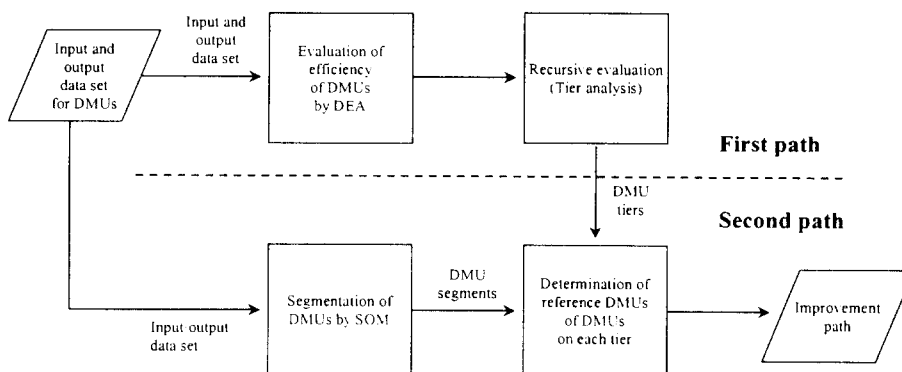 Input and
output
data set
for DMUs
Input and
output
data set
Evaluation of
efficiency
of DMUs
by DEA
Recursive evaluation
(Tier analysis)
First path
DMU
tiers
Second path
Input-output
data set
Segmentation of
DMUs by SOM
DMU
segments
Determination of
reference DMUs
of DMUs
on each tier
Improvement
path